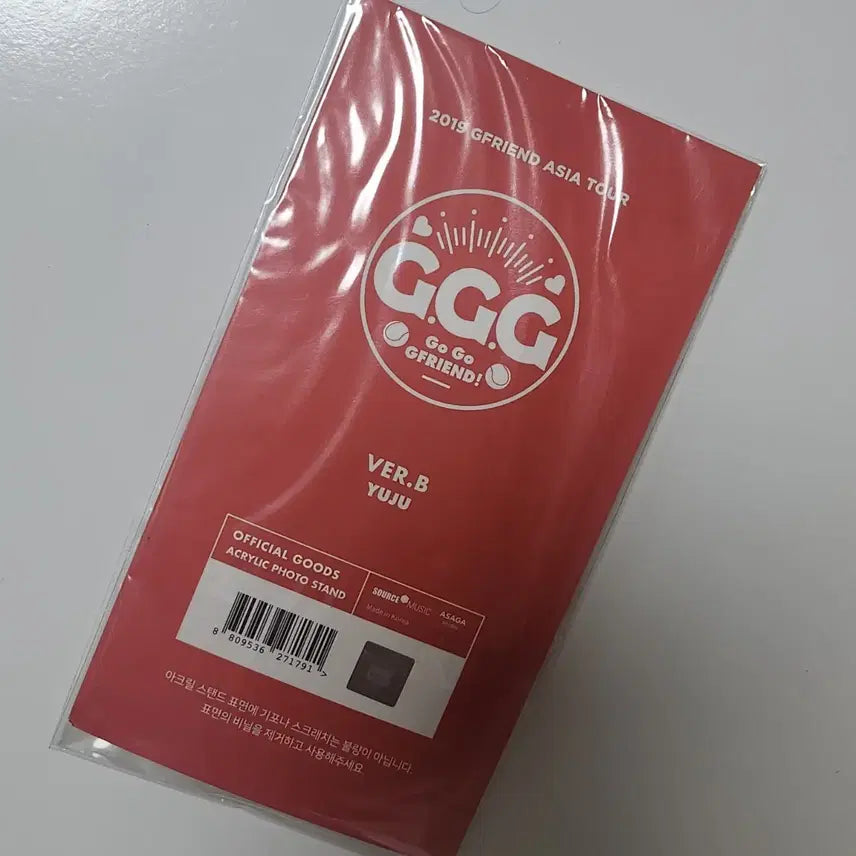 2019 GFRIEND ASIA TOUR
G.G.G
Go Go
GFRIEND!
VER.B
YUJU
OFFICIAL GOODS
ACRYLIC PHOTO STAND
SOURCE MUSIC
ASAGA
Made in Korea
8 809536 271791 >
아크릴 스탠드 표면에 기포나 스크래치는 불량이 아닙니다.
표면의 비닐을 제거하고 사용해주세요